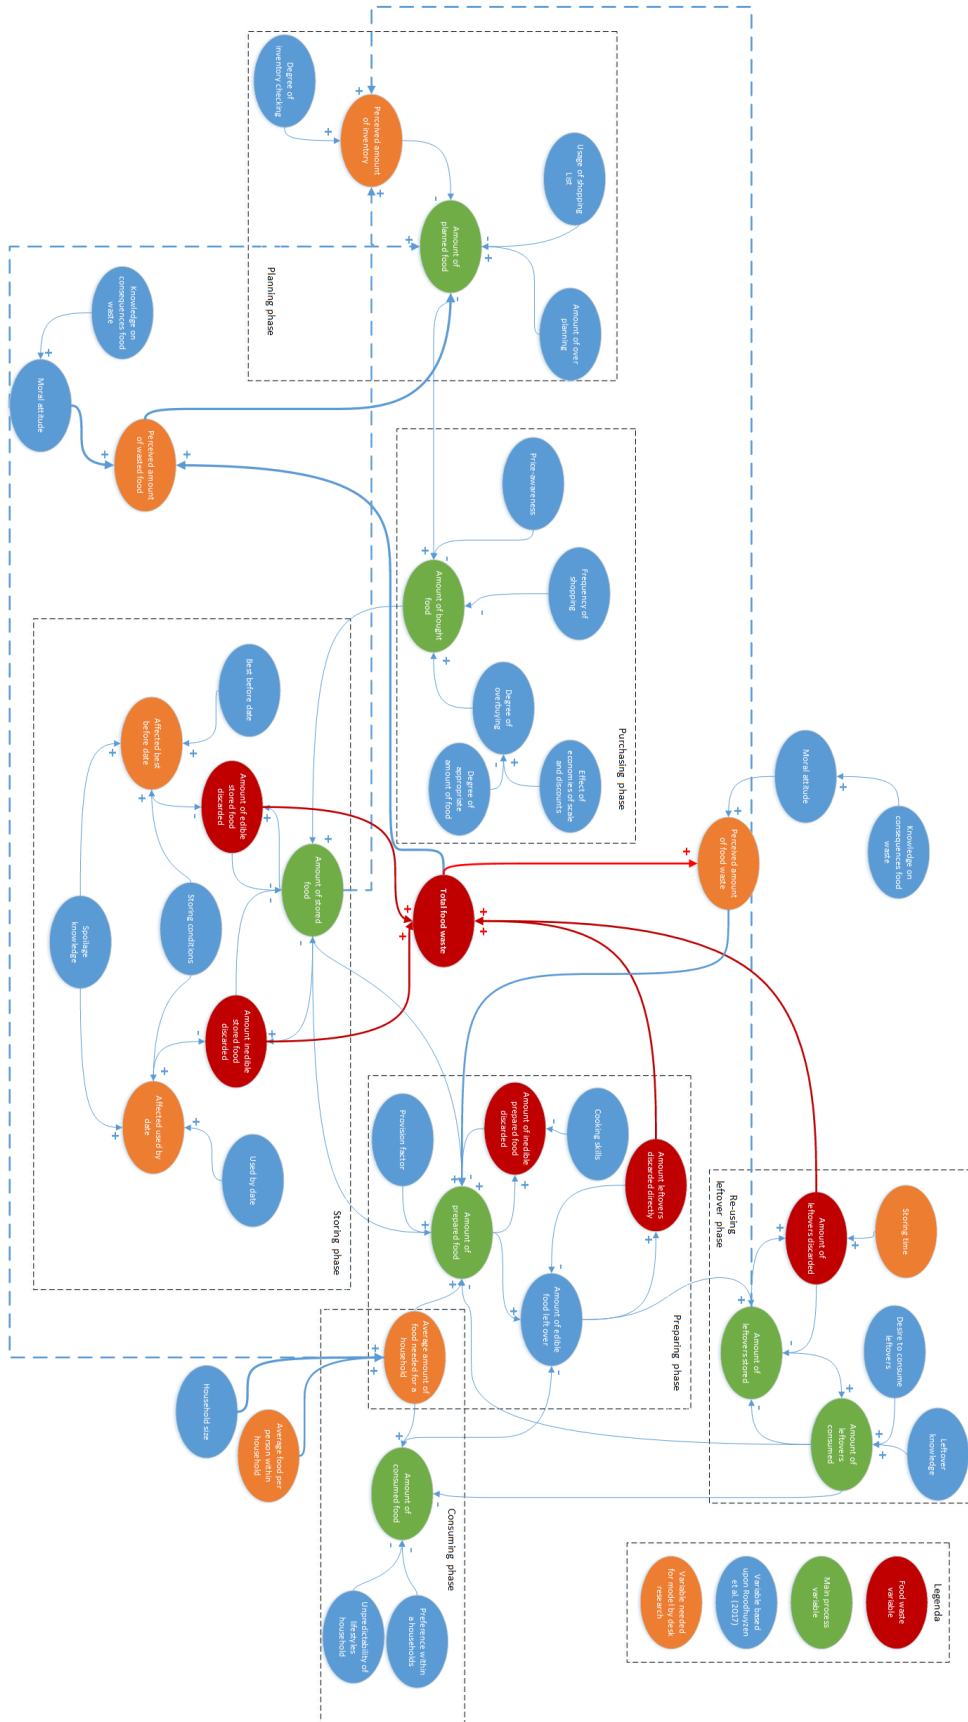 Degree of
inventory checking
Perceived amount
of inventory
Usage of shopping
List
Amount of
planned food
Amount of over
planning
Planning phase
Knowledge on
consequences food
waste
Moral attitude
Perceived amount
of wasted food
Price-awareness
Frequency of
shopping
Amount of bought
food
Degree of
overbuying
Effect of
economies of scale
and discounts
Degree of
appropriate
amount of food
Purchasing phase
Knowledge on
consequences food
waste
Moral attitude
Perceived amount
of food waste
Total food waste
Best before date
Affected best
before date
Amount of edible
stored food
discarded
Amount of stored
food
Storing conditions
Spoilage
knowledge
Amount inedible
stored food
discarded
Affected used by
date
Used by date
Storing phase
Provision factor
Amount of inedible
prepared food
discarded
Cooking skills
Amount leftovers
discarded directly
Amount of
prepared food
Amount of edible
food left over
Preparing phase
Re-using
leftover phase
Storing time
Amount of
leftovers discarded
Amount of
leftovers stored
Desire to consume
leftovers
Amount of
leftovers
consumed
Leftover
knowledge
Average amount of
food needed for a
household
Household size
Average food per
person within
household
Amount of
consumed food
Consuming phase
Preference within
a households
Unpredictability of
lifestyles
household
Legenda
Food waste
variable
Main process
variable
Variable based
upon Roodhuyzen
et al. (2017)
Variable needed
for model by desk
research